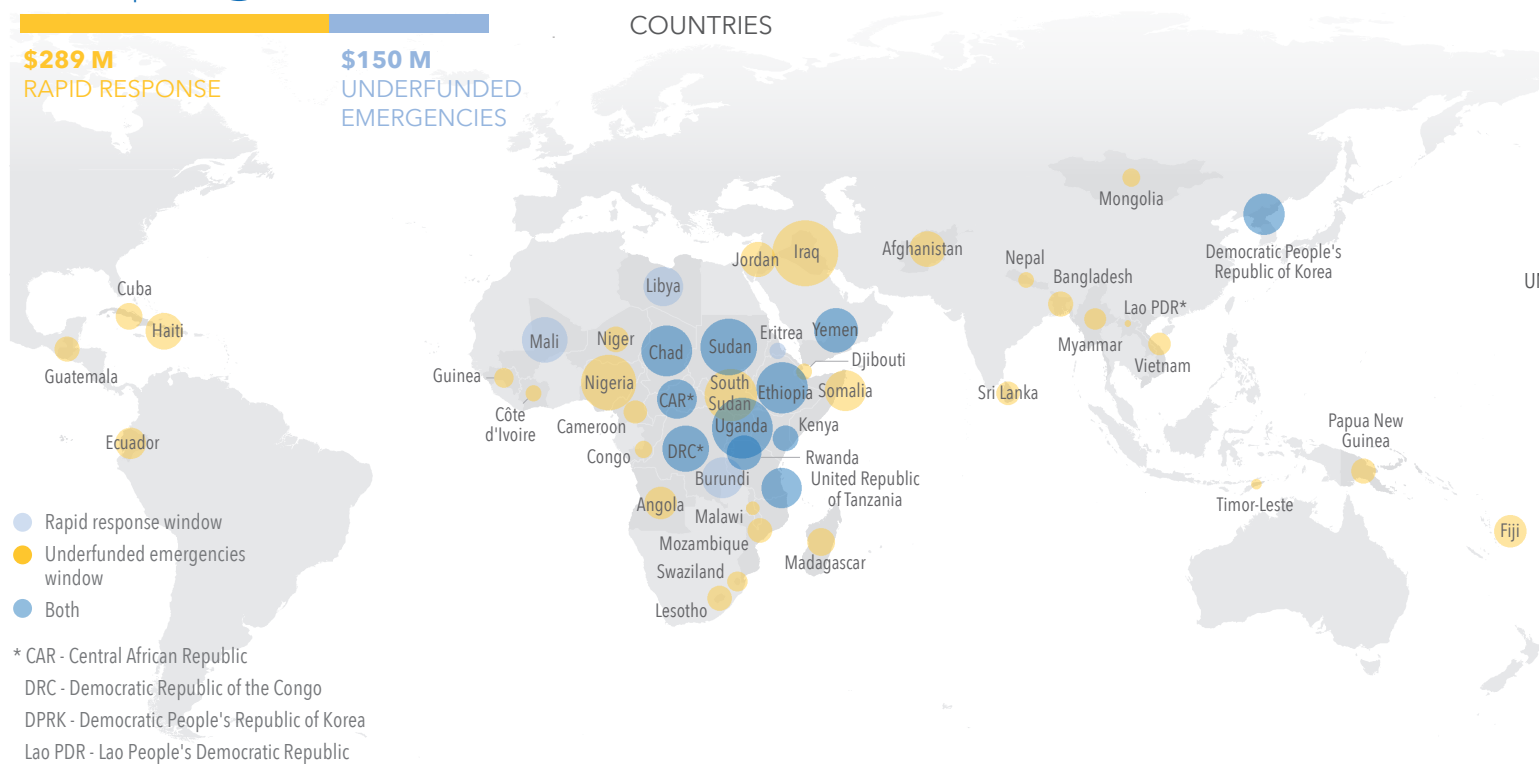 COUNTRIES
$289 M
RAPID RESPONSE
$150 M
UNDERFUNDED
EMERGENCIES
Mongolia
Democratic People's
Republic of Korea
Afghanistan
Iraq
Jordan
Nepal
Bangladesh
Lao PDR*
Myanmar
Vietnam
Sri Lanka
Cuba
Haiti
Guatemala
Ecuador
Libya
Mali
Niger
Chad
Sudan
Eritrea
Yemen
Djibouti
Guinea
Nigeria
South
Sudan
Ethiopia
Somalia
CAR*
Côte
d'Ivoire
Cameroon
Uganda
Kenya
Congo
DRC*
Rwanda
Burundi
United Republic
of Tanzania
Angola
Malawi
Mozambique
Madagascar
Swaziland
Lesotho
Papua New
Guinea
Timor-Leste
Fiji
Rapid response window
Underfunded emergencies
window
Both
* CAR - Central African Republic
DRC - Democratic Republic of the Congo
DPRK - Democratic People's Republic of Korea
Lao PDR - Lao People's Democratic Republic